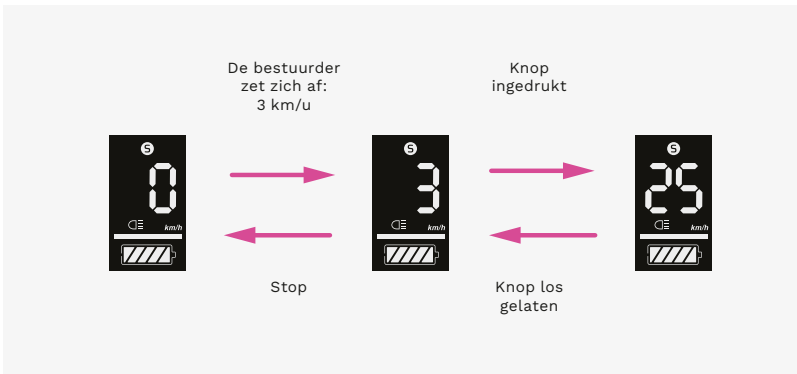 De bestuurder
zet zich af:
3 km/u
Knop
ingedrukt
S
0
km/h
S
3
km/h
S
25
km/h
Stop
Knop los
gelaten